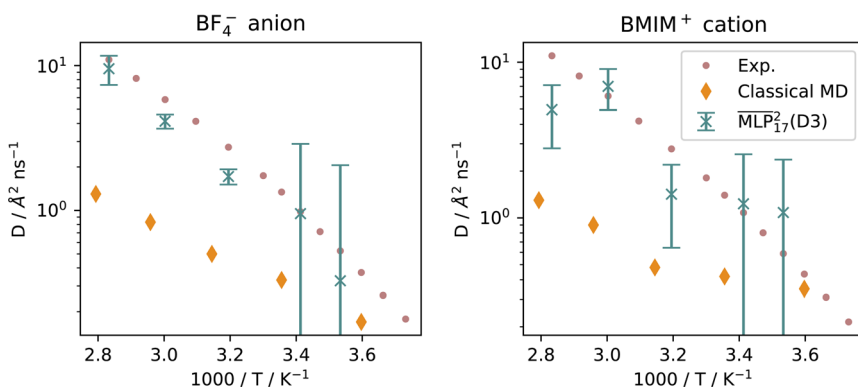 BF₄⁻ anion
D / Å² ns⁻¹
10¹
10⁰
2.8 3.0 3.2 3.4 3.6
1000 / T / K⁻¹
BMIM⁺ cation
Exp.
Classical MD
M̅L̅P̅²₁₇(D3)
D / Å² ns⁻¹
10¹
10⁰
2.8 3.0 3.2 3.4 3.6
1000 / T / K⁻¹